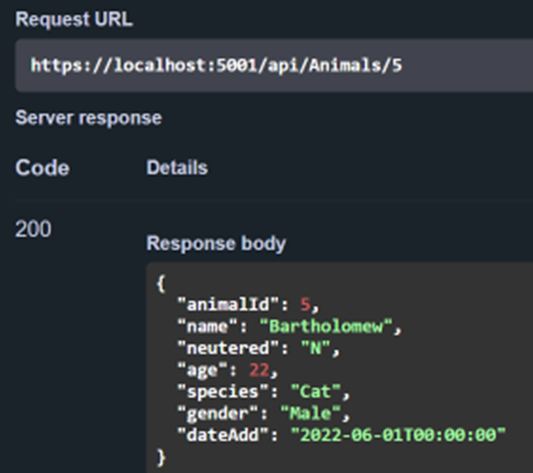 Request URL
https://localhost:5001/api/Animals/5
Server response
Code Details
200
Response body
{
"animalId": 5,
"name": "Bartholomew",
"neutered": "N",
"age": 22,
"species": "Cat",
"gender": "Male",
"dateAdd": "2022-06-01T00:00:00"
}